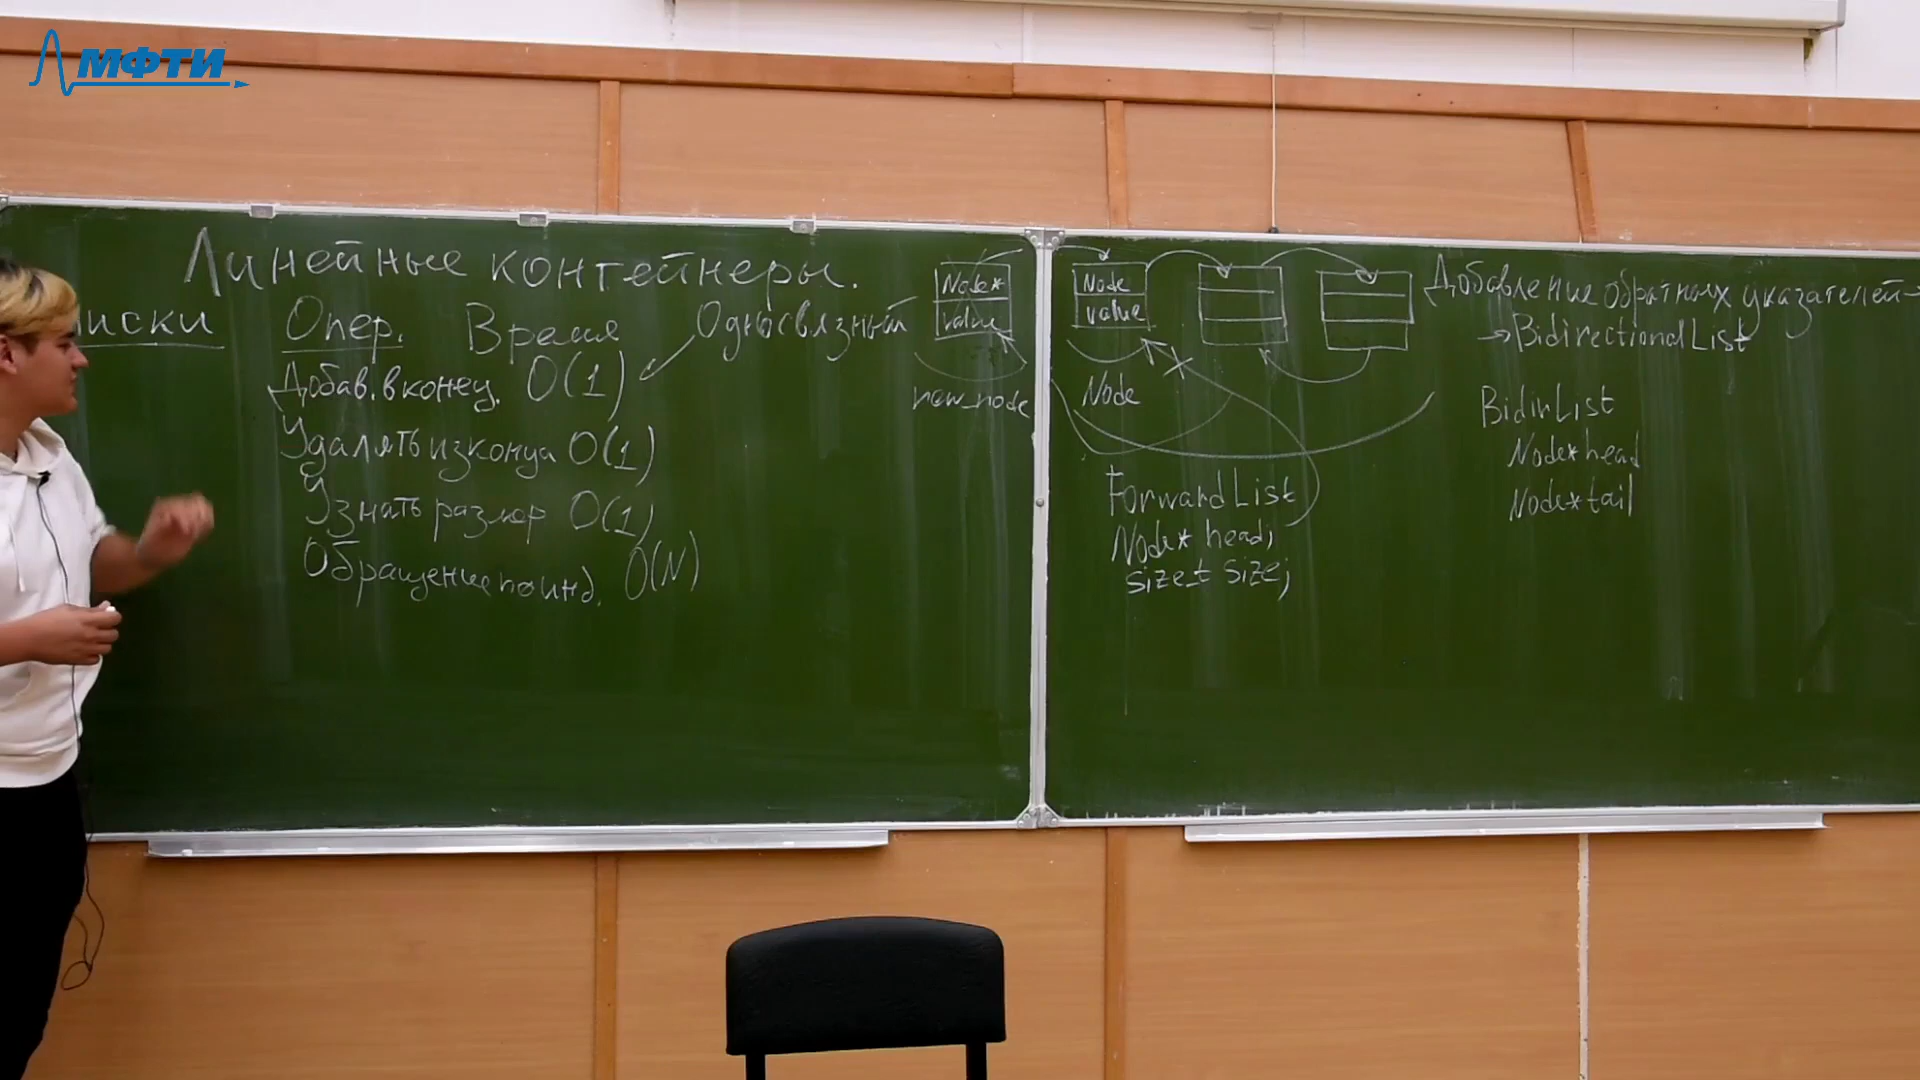 МФТИ
Линейные контейнеры.
иски
Опер. Время
Добав. в конец. O(1)
Удалять из конца O(1)
Узнать размер O(1)
Обращение по инд. O(N)
Односвязный
Node*
value
new_node
Node
value
Node
ForwardList
Node* head;
size_t size;
Добавление обратных указателей→
→BidirectionalList
BidirList
Node* head
Node* tail